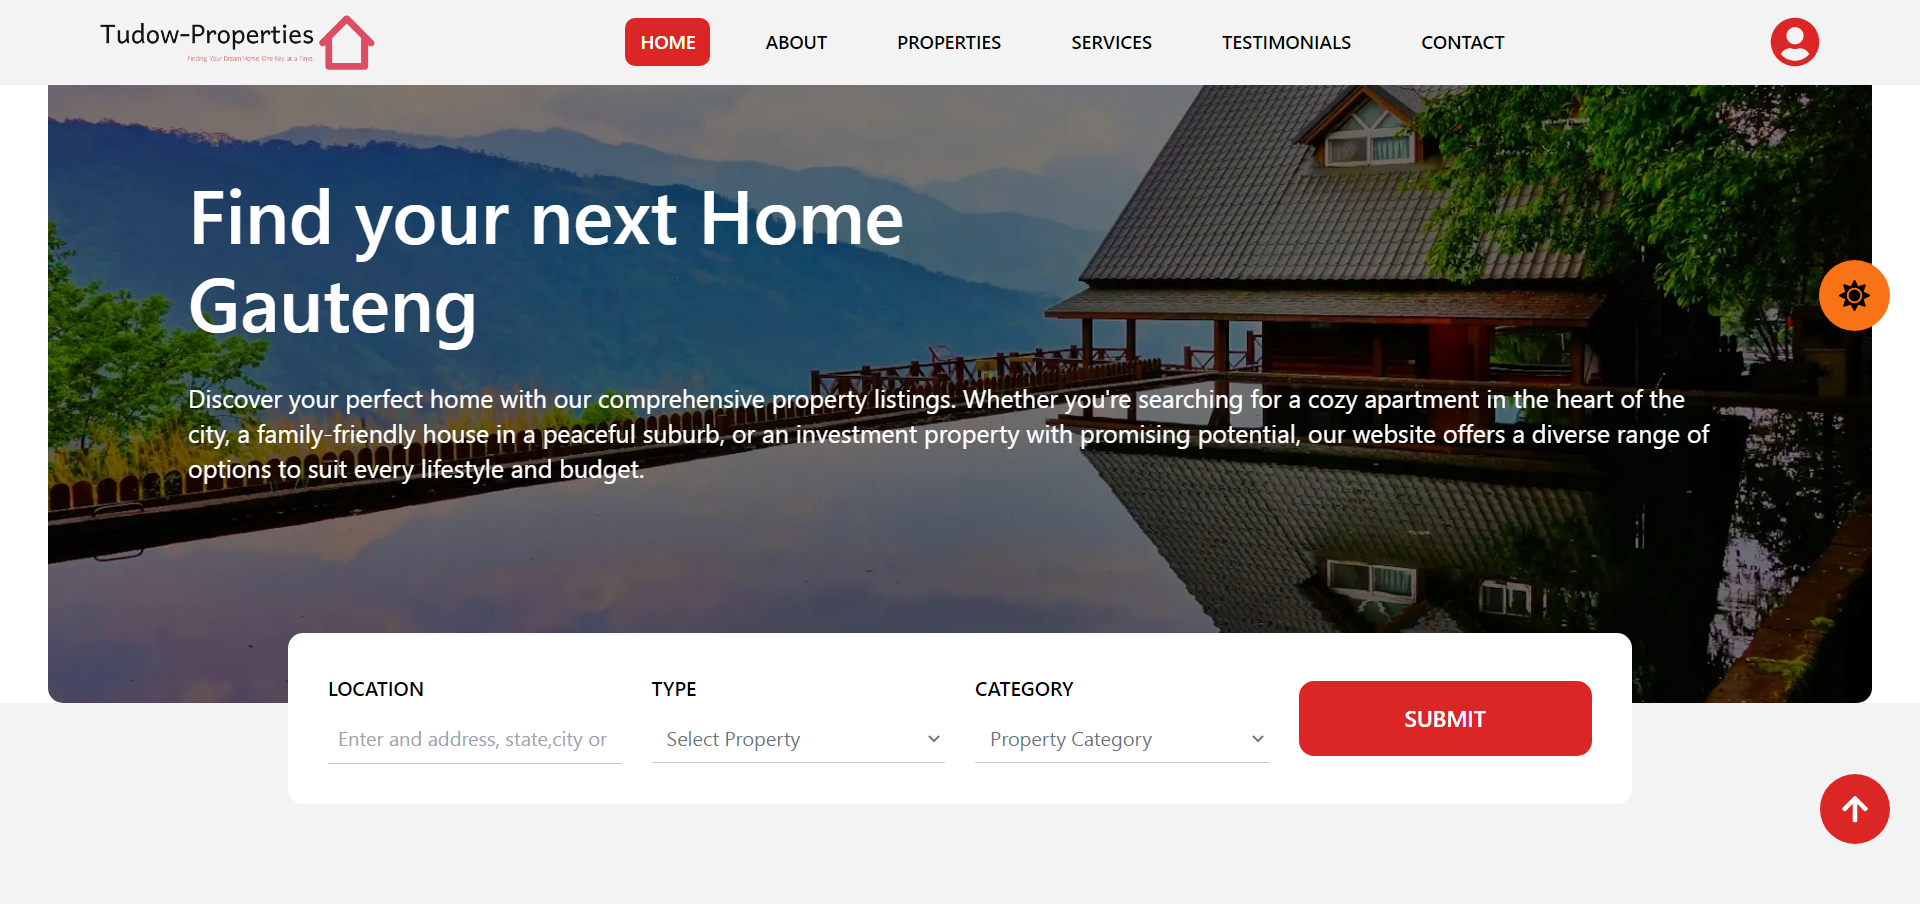 Tudow-Properties
Finding Your Dream Home, One Key at a Time.
HOME
ABOUT
PROPERTIES
SERVICES
TESTIMONIALS
CONTACT
Find your next Home
Gauteng
Discover your perfect home with our comprehensive property listings. Whether you're searching for a cozy apartment in the heart of the
city, a family-friendly house in a peaceful suburb, or an investment property with promising potential, our website offers a diverse range of
options to suit every lifestyle and budget.
LOCATION
Enter and address, state,city or
TYPE
Select Property
CATEGORY
Property Category
SUBMIT